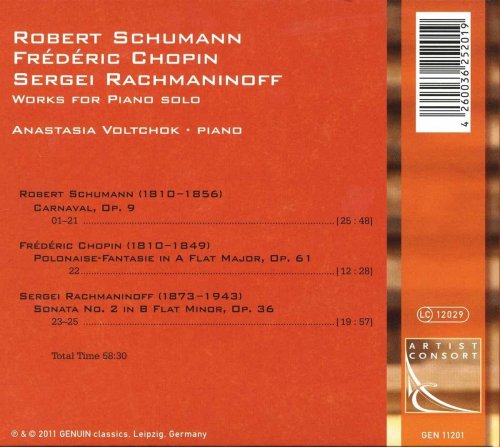 Robert Schumann
Frédéric Chopin
Sergei Rachmaninoff
Works for Piano solo
Anastasia Voltchok · piano
4 260036 252019
Robert Schumann (1810–1856)
Carnaval, Op. 9
01–21 [25 : 48]
Frédéric Chopin (1810–1849)
Polonaise-Fantasie in A Flat Major, Op. 61
22 [12 : 28]
Sergei Rachmaninoff (1873–1943)
Sonata No. 2 in B Flat Minor, Op. 36
23–25 [19 : 57]
Total Time 58:30
LC 12029
ARTIST
CONSORT
℗ & © 2011 GENUIN classics, Leipzig, Germany
GEN 11201